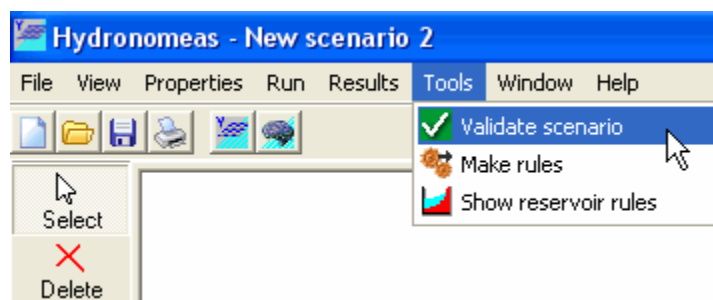 Hydronomeas - New scenario 2
File View Properties Run Results Tools Window Help
Validate scenario
Make rules
Show reservoir rules
Select
Delete